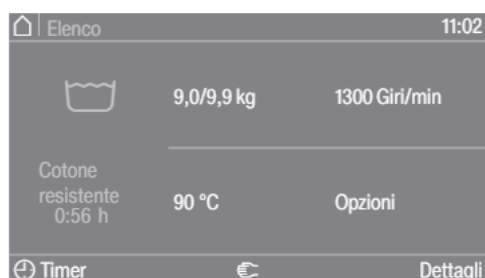 Elenco 11:02
9,0/9,9 kg 1300 Giri/min
Cotone
resistente
0:56 h
90 °C Opzioni
Timer Dettagli